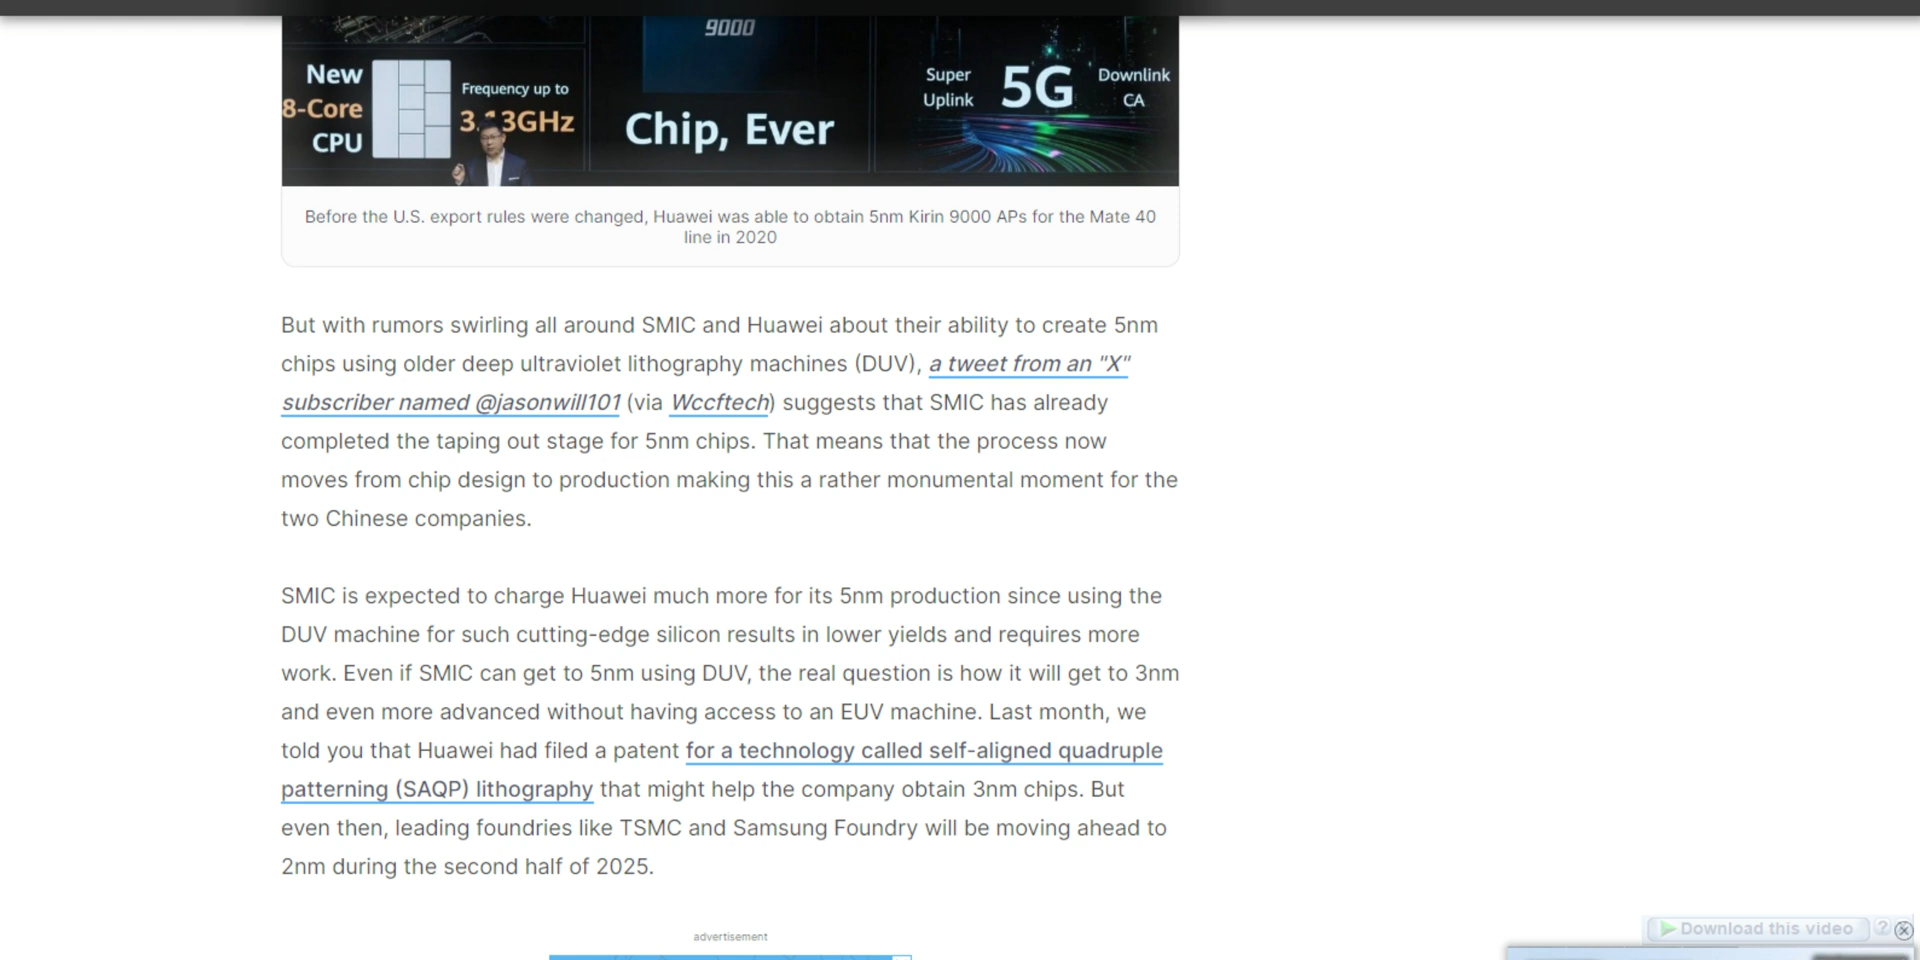 9000
New
8-Core
CPU
Frequency up to
3.13GHz
Chip, Ever
Super
Uplink
5G
Downlink
CA
Before the U.S. export rules were changed, Huawei was able to obtain 5nm Kirin 9000 APs for the Mate 40
line in 2020
But with rumors swirling all around SMIC and Huawei about their ability to create 5nm
chips using older deep ultraviolet lithography machines (DUV), a tweet from an "X"
subscriber named @jasonwill101 (via Wccftech) suggests that SMIC has already
completed the taping out stage for 5nm chips. That means that the process now
moves from chip design to production making this a rather monumental moment for the
two Chinese companies.
SMIC is expected to charge Huawei much more for its 5nm production since using the
DUV machine for such cutting-edge silicon results in lower yields and requires more
work. Even if SMIC can get to 5nm using DUV, the real question is how it will get to 3nm
and even more advanced without having access to an EUV machine. Last month, we
told you that Huawei had filed a patent for a technology called self-aligned quadruple
patterning (SAQP) lithography that might help the company obtain 3nm chips. But
even then, leading foundries like TSMC and Samsung Foundry will be moving ahead to
2nm during the second half of 2025.
Download this video ?
advertisement